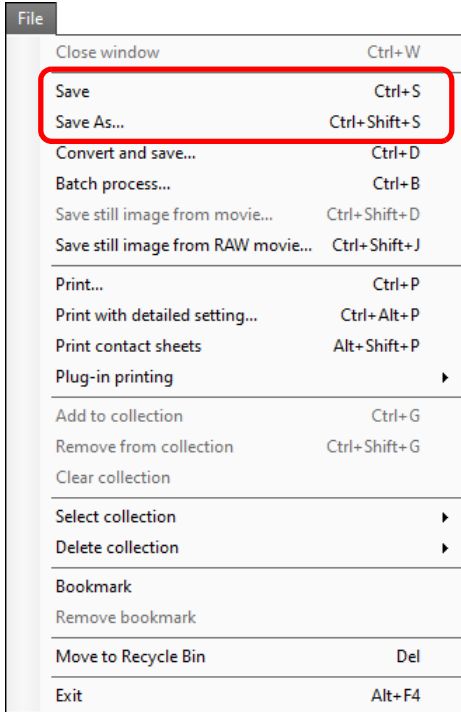 File
Close window Ctrl+W
Save Ctrl+S
Save As... Ctrl+Shift+S
Convert and save... Ctrl+D
Batch process... Ctrl+B
Save still image from movie... Ctrl+Shift+D
Save still image from RAW movie... Ctrl+Shift+J
Print... Ctrl+P
Print with detailed setting... Ctrl+Alt+P
Print contact sheets Alt+Shift+P
Plug-in printing
Add to collection Ctrl+G
Remove from collection Ctrl+Shift+G
Clear collection
Select collection
Delete collection
Bookmark
Remove bookmark
Move to Recycle Bin Del
Exit Alt+F4